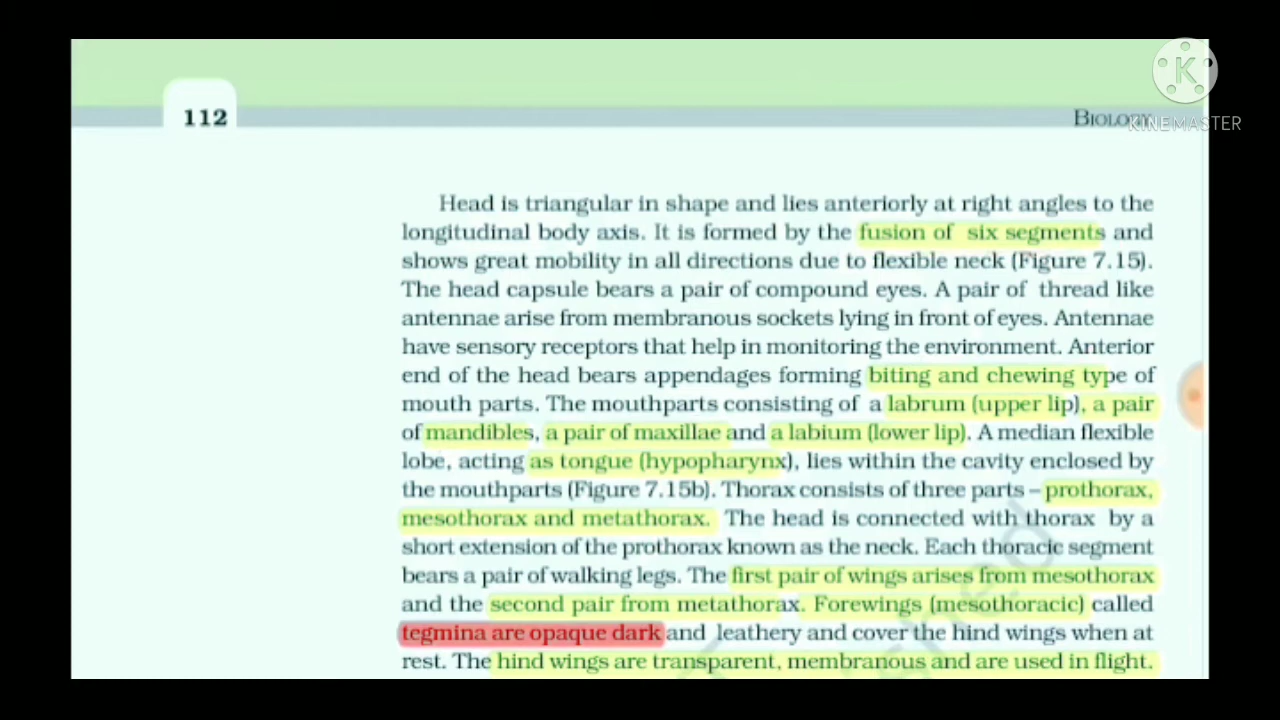 K
KINEMASTER
112
BIOLOGY
Head is triangular in shape and lies anteriorly at right angles to the
longitudinal body axis. It is formed by the fusion of six segments and
shows great mobility in all directions due to flexible neck (Figure 7.15).
The head capsule bears a pair of compound eyes. A pair of thread like
antennae arise from membranous sockets lying in front of eyes. Antennae
have sensory receptors that help in monitoring the environment. Anterior
end of the head bears appendages forming biting and chewing type of
mouth parts. The mouthparts consisting of a labrum (upper lip), a pair
of mandibles, a pair of maxillae and a labium (lower lip). A median flexible
lobe, acting as tongue (hypopharynx), lies within the cavity enclosed by
the mouthparts (Figure 7.15b). Thorax consists of three parts – prothorax,
mesothorax and metathorax. The head is connected with thorax by a
short extension of the prothorax known as the neck. Each thoracic segment
bears a pair of walking legs. The first pair of wings arises from mesothorax
and the second pair from metathorax. Forewings (mesothoracic) called
tegmina are opaque dark and leathery and cover the hind wings when at
rest. The hind wings are transparent, membranous and are used in flight.